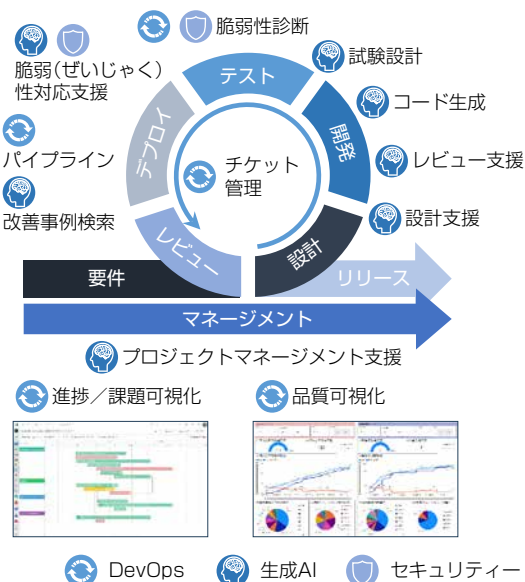 脆弱性診断
脆弱(ぜいじゃく)
性対応支援
試験設計
テスト
コード生成
デプロイ
開発
パイプライン
チケット
管理
レビュー支援
改善事例検索
設計支援
レビュー
設計
要件
リリース
マネージメント
プロジェクトマネージメント支援
進捗／課題可視化
品質可視化
DevOps
生成AI
セキュリティー